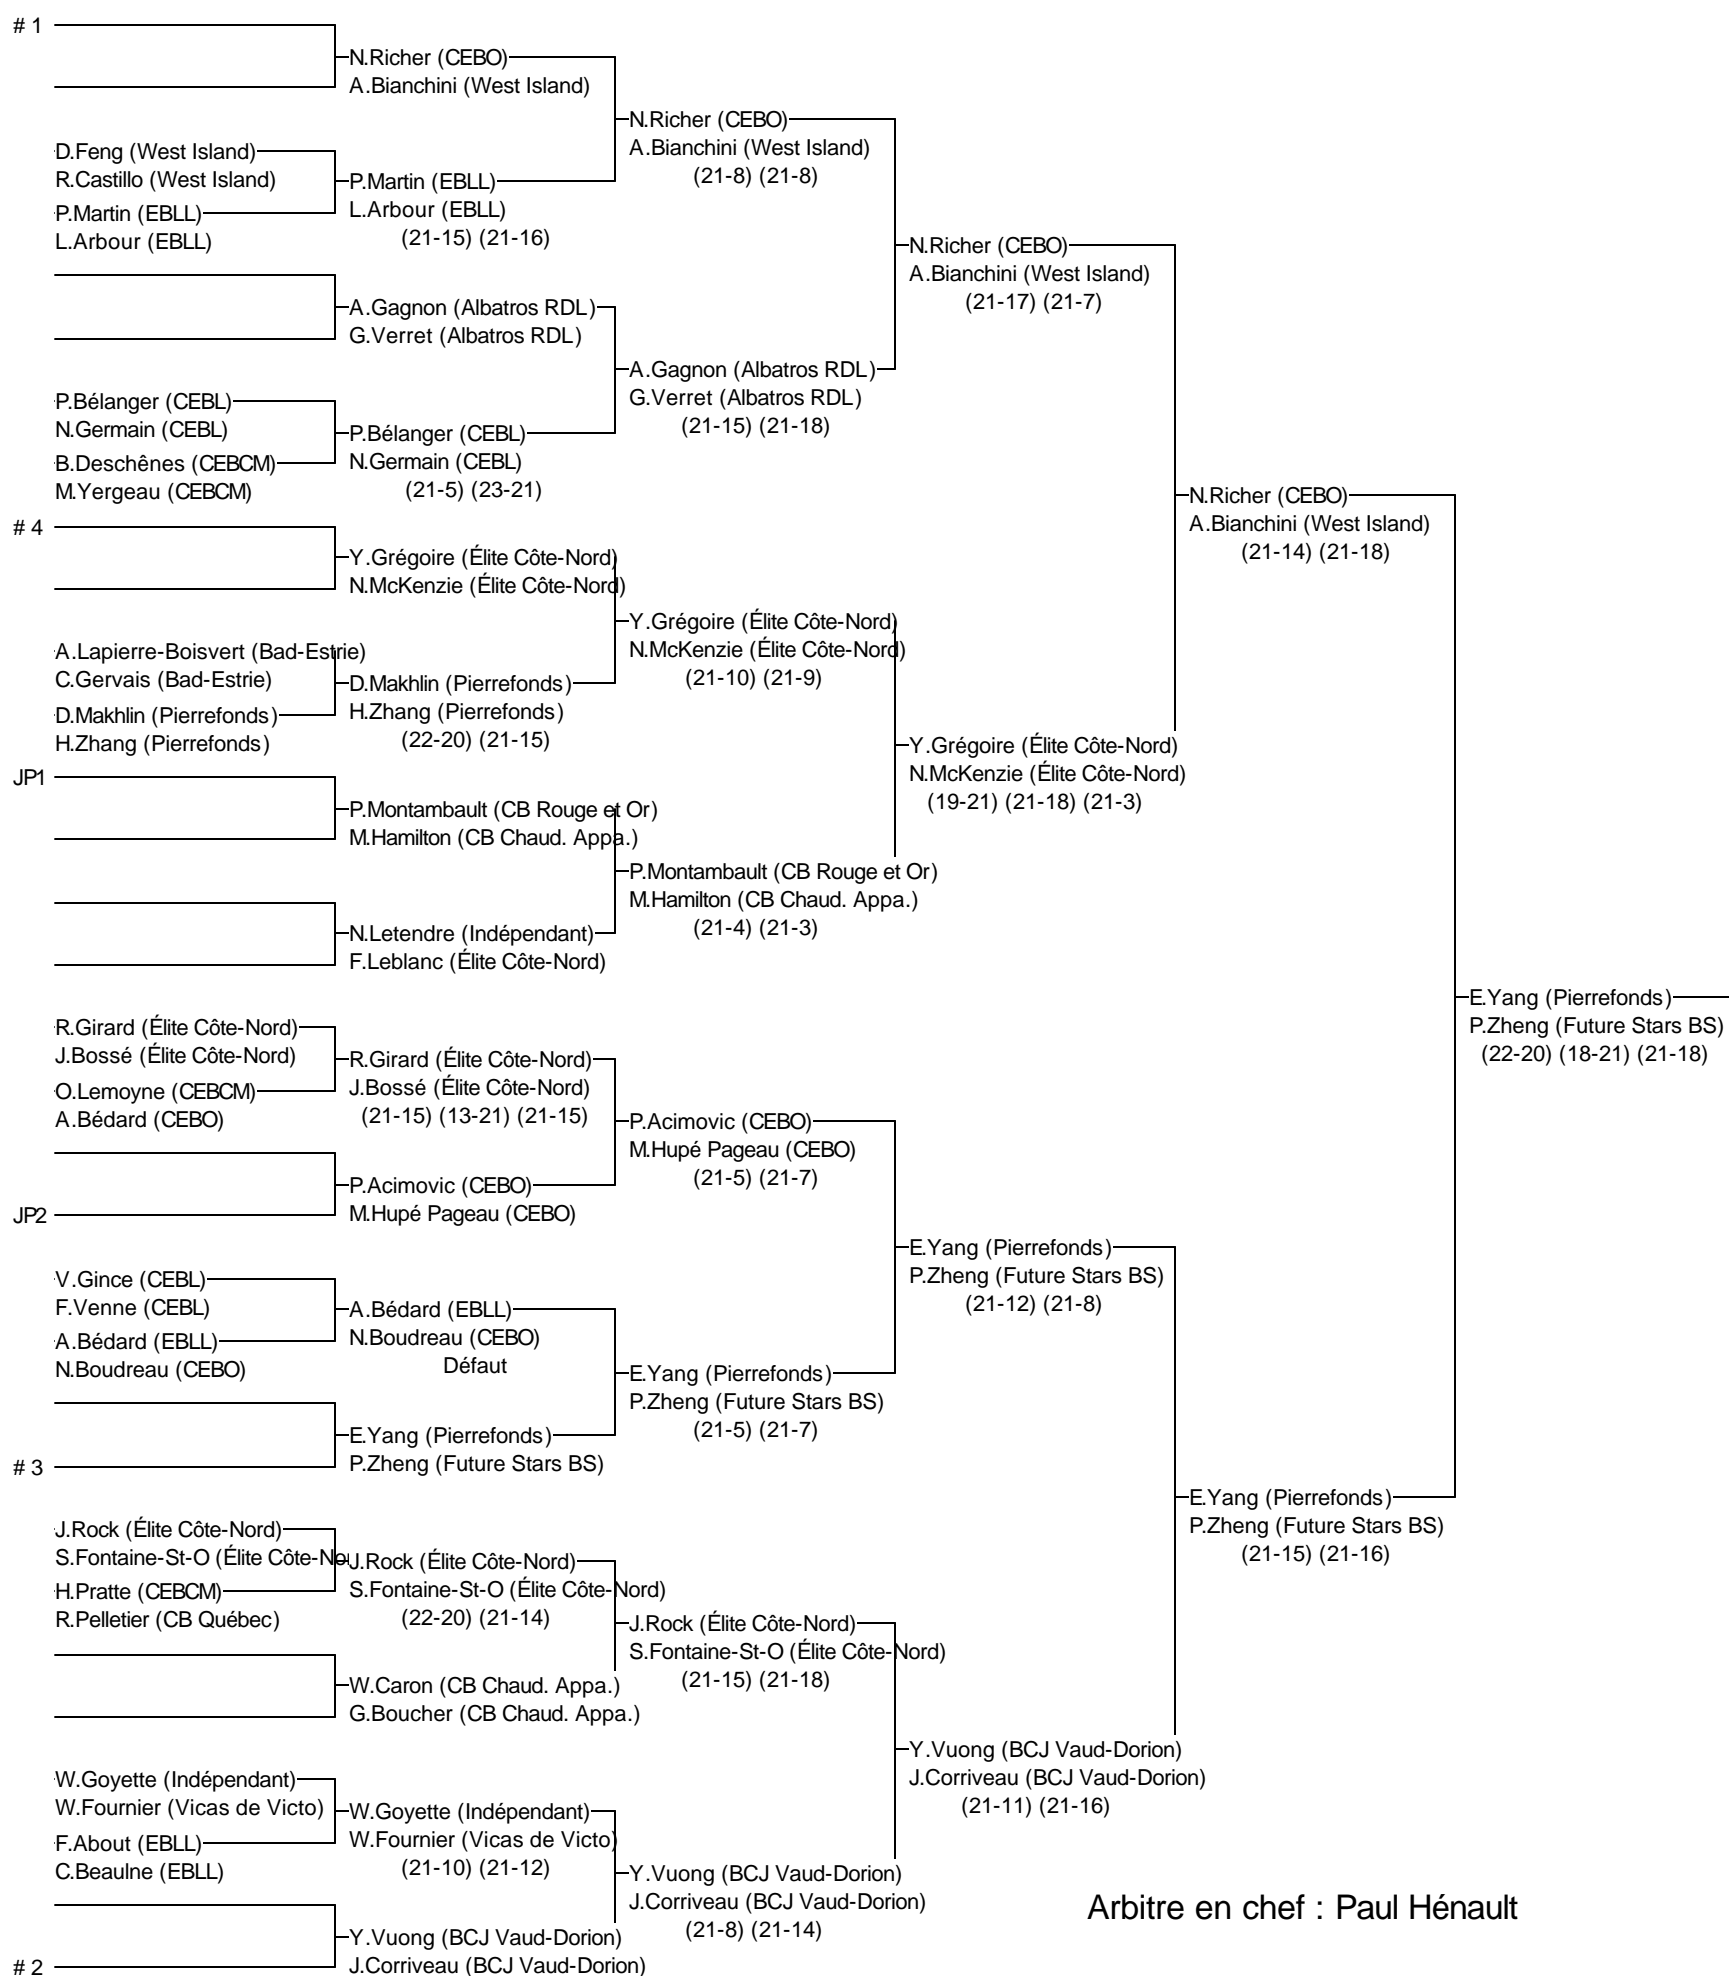 # 1
N.Richer (CEBO)
A.Bianchini (West Island)
N.Richer (CEBO)
A.Bianchini (West Island)
(21-8) (21-8)
D.Feng (West Island)
R.Castillo (West Island)
P.Martin (EBLL)
L.Arbour (EBLL)
(21-15) (21-16)
P.Martin (EBLL)
L.Arbour (EBLL)
N.Richer (CEBO)
A.Bianchini (West Island)
(21-17) (21-7)
A.Gagnon (Albatros RDL)
G.Verret (Albatros RDL)
A.Gagnon (Albatros RDL)
G.Verret (Albatros RDL)
(21-15) (21-18)
P.Bélanger (CEBL)
N.Germain (CEBL)
P.Bélanger (CEBL)
N.Germain (CEBL)
(21-5) (23-21)
B.Deschênes (CEBCM)
M.Yergeau (CEBCM)
N.Richer (CEBO)
A.Bianchini (West Island)
(21-14) (21-18)
# 4
Y.Grégoire (Élite Côte-Nord)
N.McKenzie (Élite Côte-Nord)
Y.Grégoire (Élite Côte-Nord)
N.McKenzie (Élite Côte-Nord)
(21-10) (21-9)
A.Lapierre-Boisvert (Bad-Estrie)
C.Gervais (Bad-Estrie)
D.Makhlin (Pierrefonds)
H.Zhang (Pierrefonds)
(22-20) (21-15)
D.Makhlin (Pierrefonds)
H.Zhang (Pierrefonds)
Y.Grégoire (Élite Côte-Nord)
N.McKenzie (Élite Côte-Nord)
(19-21) (21-18) (21-3)
JP1
P.Montambault (CB Rouge et Or)
M.Hamilton (CB Chaud. Appa.)
P.Montambault (CB Rouge et Or)
M.Hamilton (CB Chaud. Appa.)
(21-4) (21-3)
N.Letendre (Indépendant)
F.Leblanc (Élite Côte-Nord)
E.Yang (Pierrefonds)
P.Zheng (Future Stars BS)
(22-20) (18-21) (21-18)
R.Girard (Élite Côte-Nord)
J.Bossé (Élite Côte-Nord)
R.Girard (Élite Côte-Nord)
J.Bossé (Élite Côte-Nord)
(21-15) (13-21) (21-15)
O.Lemoyne (CEBCM)
A.Bédard (CEBO)
P.Acimovic (CEBO)
M.Hupé Pageau (CEBO)
(21-5) (21-7)
P.Acimovic (CEBO)
M.Hupé Pageau (CEBO)
JP2
E.Yang (Pierrefonds)
P.Zheng (Future Stars BS)
(21-12) (21-8)
V.Gince (CEBL)
F.Venne (CEBL)
A.Bédard (EBLL)
N.Boudreau (CEBO)
Défaut
A.Bédard (EBLL)
N.Boudreau (CEBO)
E.Yang (Pierrefonds)
P.Zheng (Future Stars BS)
(21-5) (21-7)
E.Yang (Pierrefonds)
P.Zheng (Future Stars BS)
# 3
E.Yang (Pierrefonds)
P.Zheng (Future Stars BS)
(21-15) (21-16)
J.Rock (Élite Côte-Nord)
S.Fontaine-St-O (Élite Côte-No
J.Rock (Élite Côte-Nord)
S.Fontaine-St-O (Élite Côte-Nord)
(22-20) (21-14)
H.Pratte (CEBCM)
R.Pelletier (CB Québec)
J.Rock (Élite Côte-Nord)
S.Fontaine-St-O (Élite Côte-Nord)
(21-15) (21-18)
W.Caron (CB Chaud. Appa.)
G.Boucher (CB Chaud. Appa.)
Y.Vuong (BCJ Vaud-Dorion)
J.Corriveau (BCJ Vaud-Dorion)
(21-11) (21-16)
W.Goyette (Indépendant)
W.Fournier (Vicas de Victo)
W.Goyette (Indépendant)
W.Fournier (Vicas de Victo)
(21-10) (21-12)
F.About (EBLL)
C.Beaulne (EBLL)
Y.Vuong (BCJ Vaud-Dorion)
J.Corriveau (BCJ Vaud-Dorion)
(21-8) (21-14)
Arbitre en chef : Paul Hénault
Y.Vuong (BCJ Vaud-Dorion)
J.Corriveau (BCJ Vaud-Dorion)
# 2